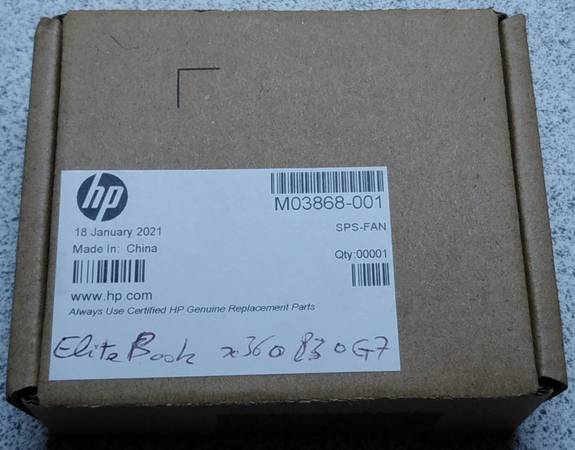 hp
M03868-001
18 January 2021
SPS-FAN
Made In: China
Qty:00001
www.hp.com
Always Use Certified HP Genuine Replacement Parts
EliteBook x360 830 G7